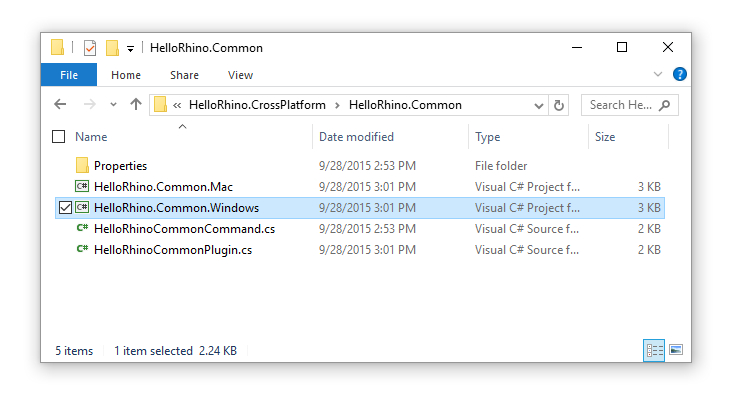 HelloRhino.Common
File Home Share View
« HelloRhino.CrossPlatform › HelloRhino.Common Search He...
Name Date modified Type Size
Properties 9/28/2015 2:53 PM File folder
C# HelloRhino.Common.Mac 9/28/2015 3:01 PM Visual C# Project f... 3 KB
C# HelloRhino.Common.Windows 9/28/2015 3:01 PM Visual C# Project f... 3 KB
C# HelloRhinoCommonCommand.cs 9/28/2015 2:53 PM Visual C# Source f... 2 KB
C# HelloRhinoCommonPlugin.cs 9/28/2015 3:01 PM Visual C# Source f... 2 KB
5 items 1 item selected 2.24 KB